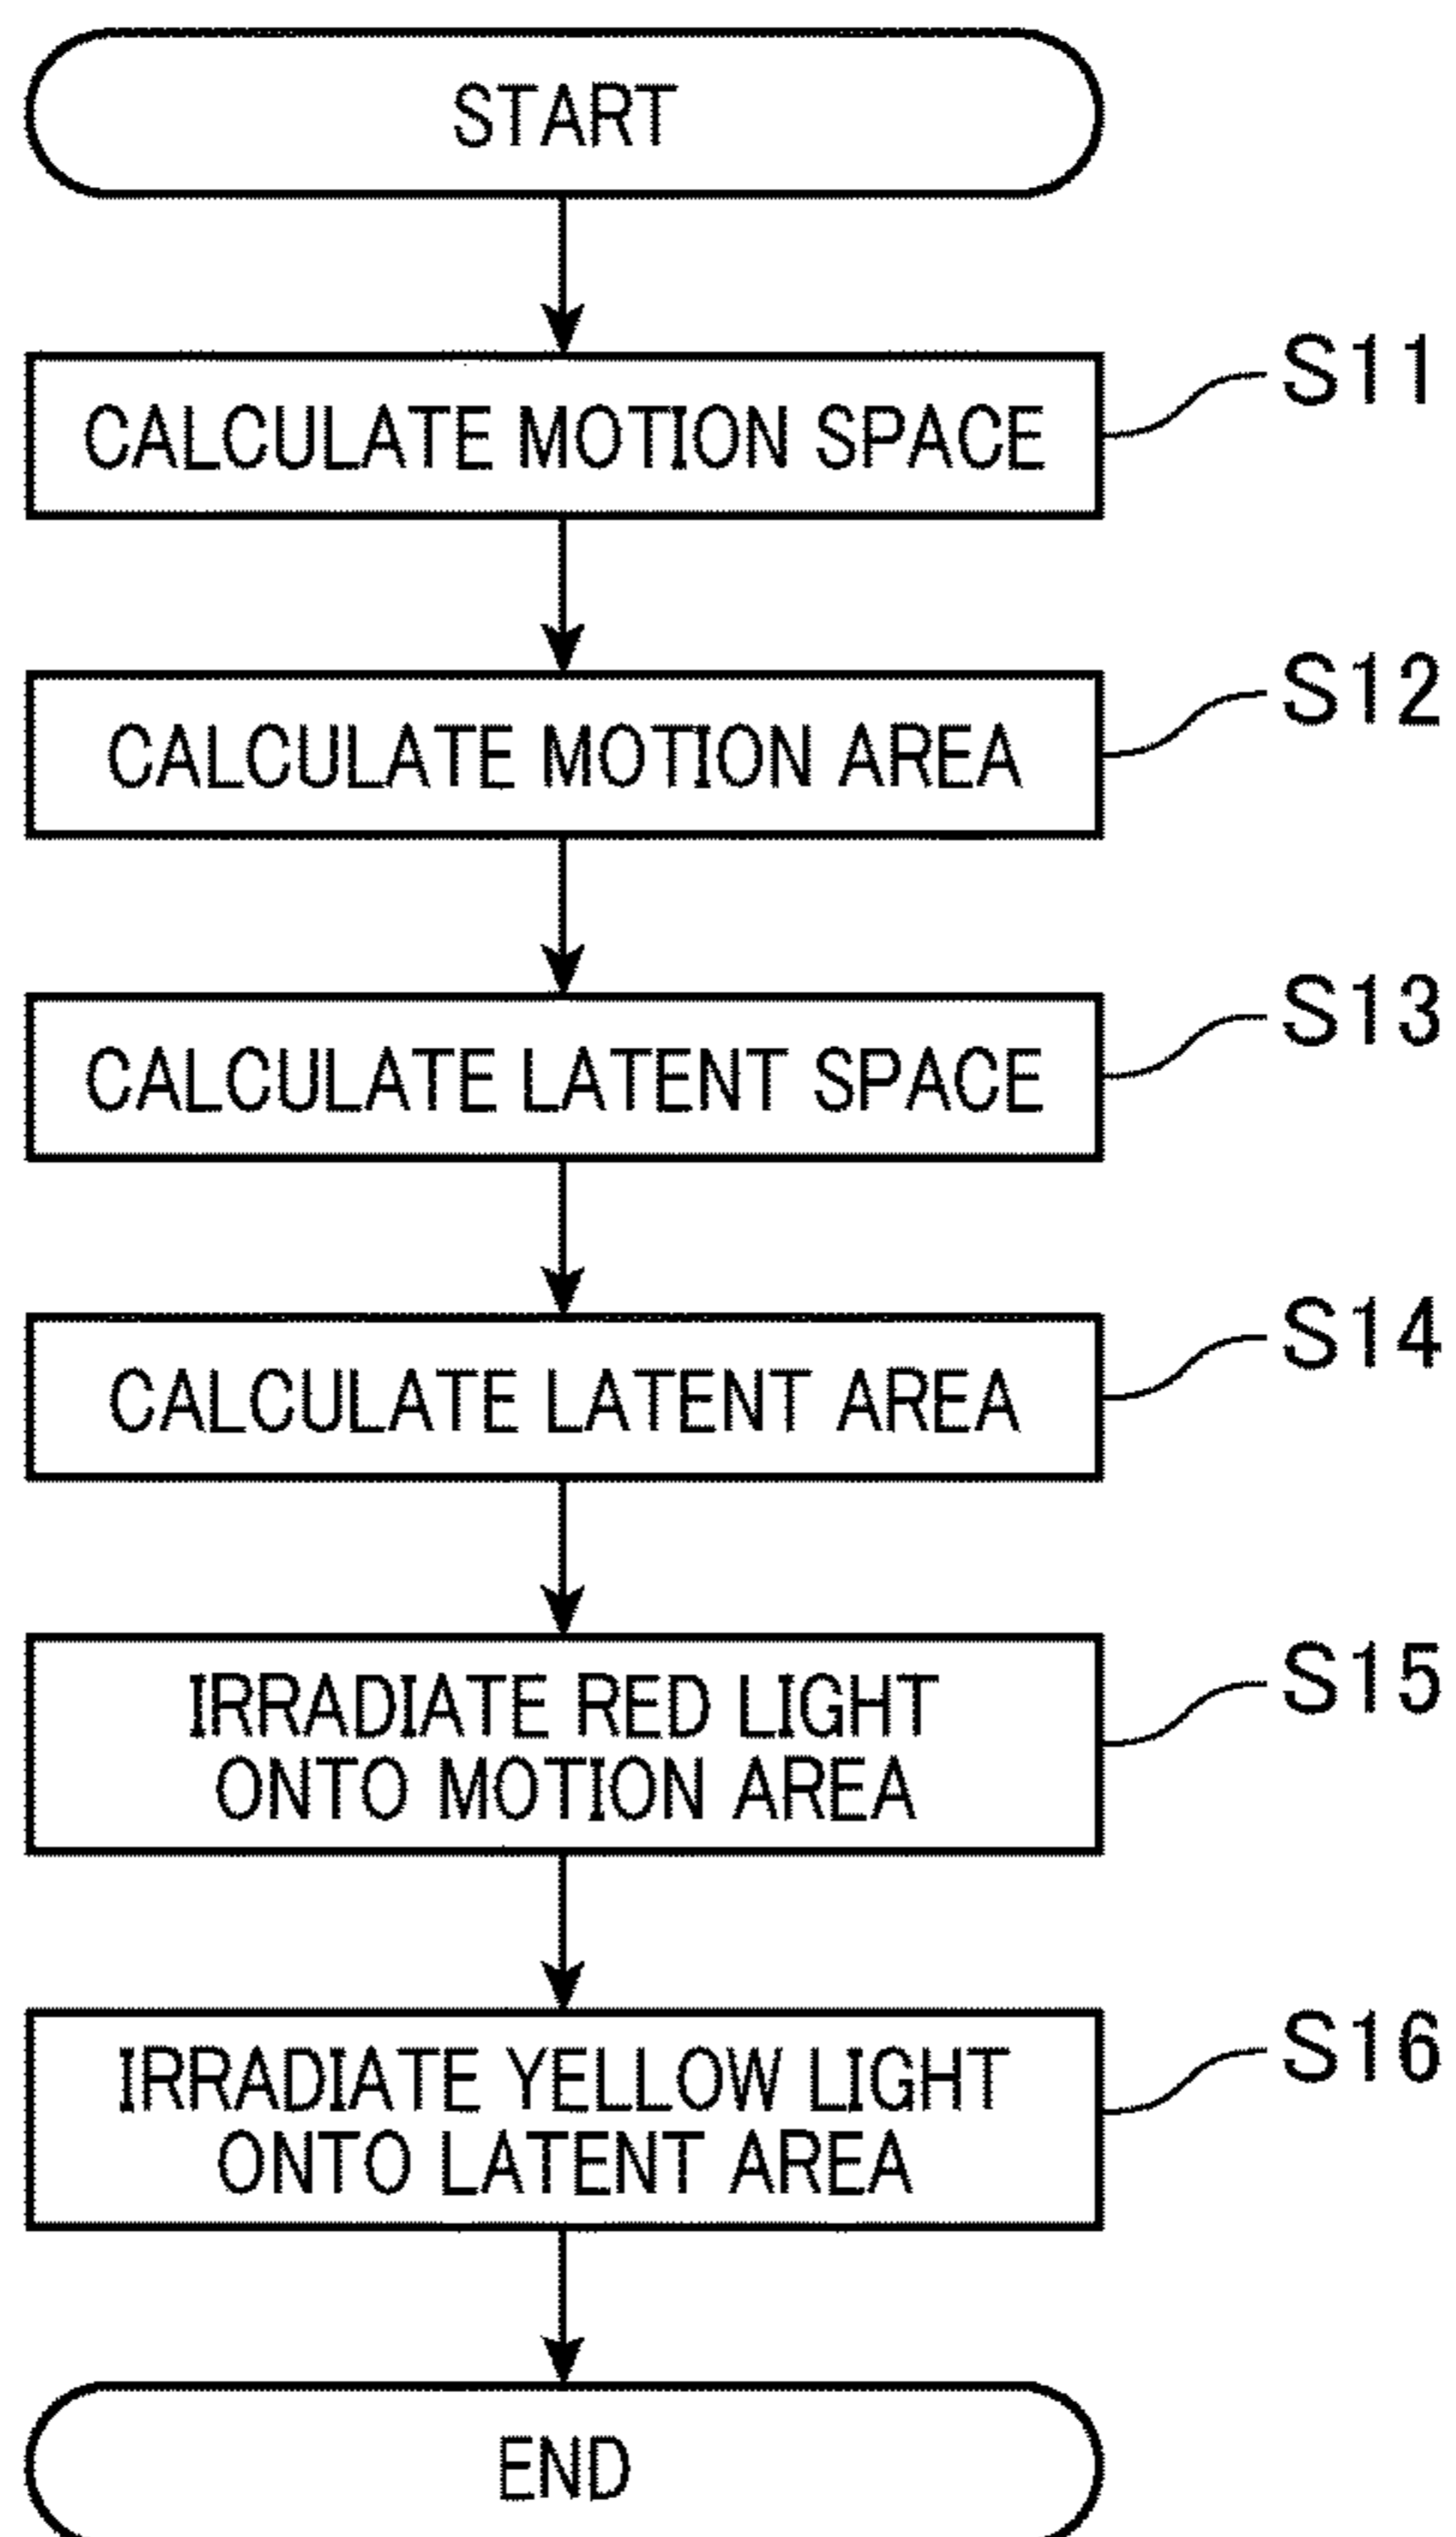 START
CALCULATE MOTION SPACE
S11
CALCULATE MOTION AREA
S12
CALCULATE LATENT SPACE
S13
CALCULATE LATENT AREA
S14
IRRADIATE RED LIGHT
ONTO MOTION AREA
S15
IRRADIATE YELLOW LIGHT
ONTO LATENT AREA
S16
END